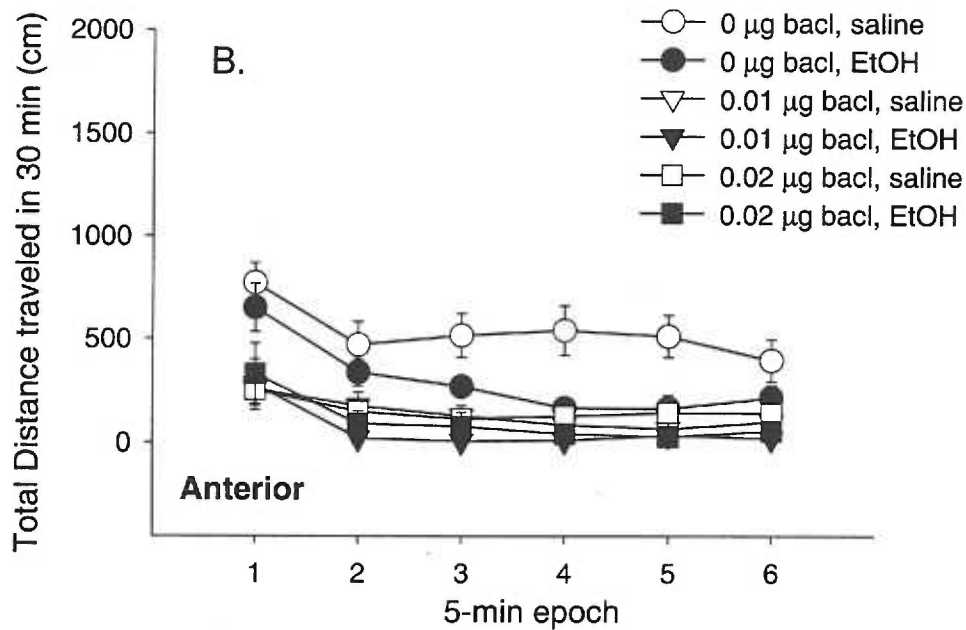 Total Distance traveled in 30 min (cm)
2000
1500
1000
500
0
B.
0 μg bacl, saline
0 μg bacl, EtOH
0.01 μg bacl, saline
0.01 μg bacl, EtOH
0.02 μg bacl, saline
0.02 μg bacl, EtOH
Anterior
1 2 3 4 5 6
5-min epoch